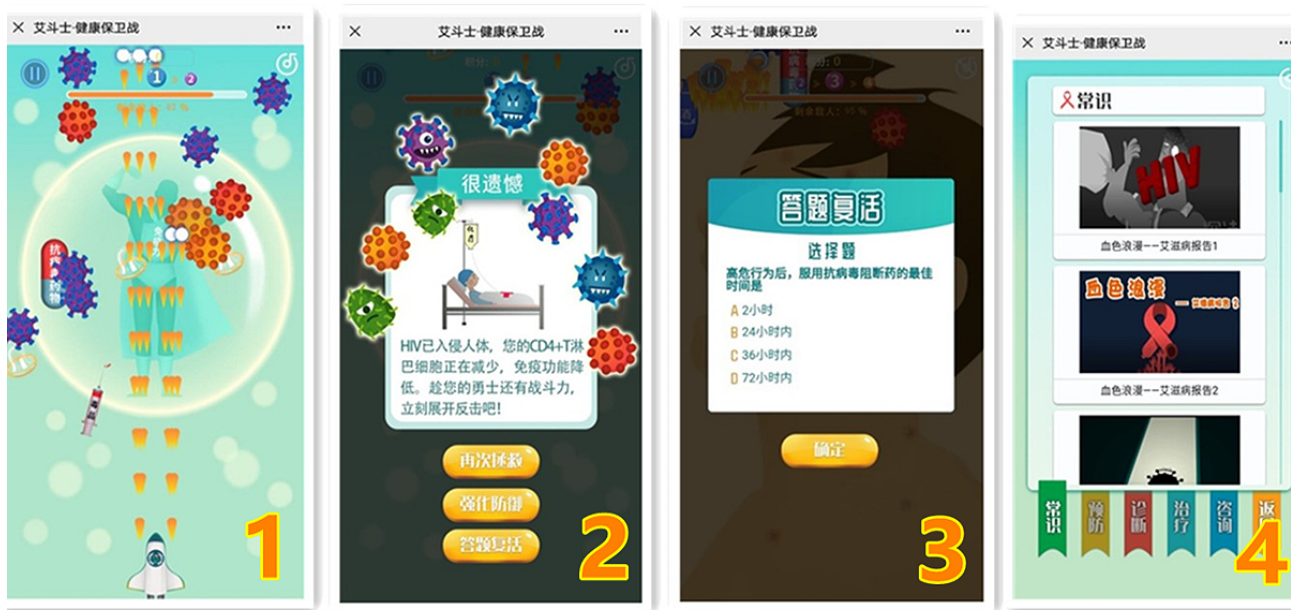 艾斗士·健康保卫战
1
2
抗病毒药物
1
艾斗士·健康保卫战
很遗憾
HIV已入侵人体，您的CD4+T淋
巴细胞正在减少，免疫功能降
低。趁您的勇士还有战斗力，
立刻展开反击吧！
再次拯救
强化防御
答题复活
2
艾斗士·健康保卫战
3
剩余敌人：95 %
答题复活
选择题
高危行为后，服用抗病毒阻断药的最佳
时间是
A 2小时
B 24小时内
C 36小时内
D 72小时内
确定
3
艾斗士·健康保卫战
常识
HIV
血色浪漫——艾滋病报告1
血色浪漫
血色浪漫——艾滋病报告2
常识
预防
诊断
治疗
咨询
4